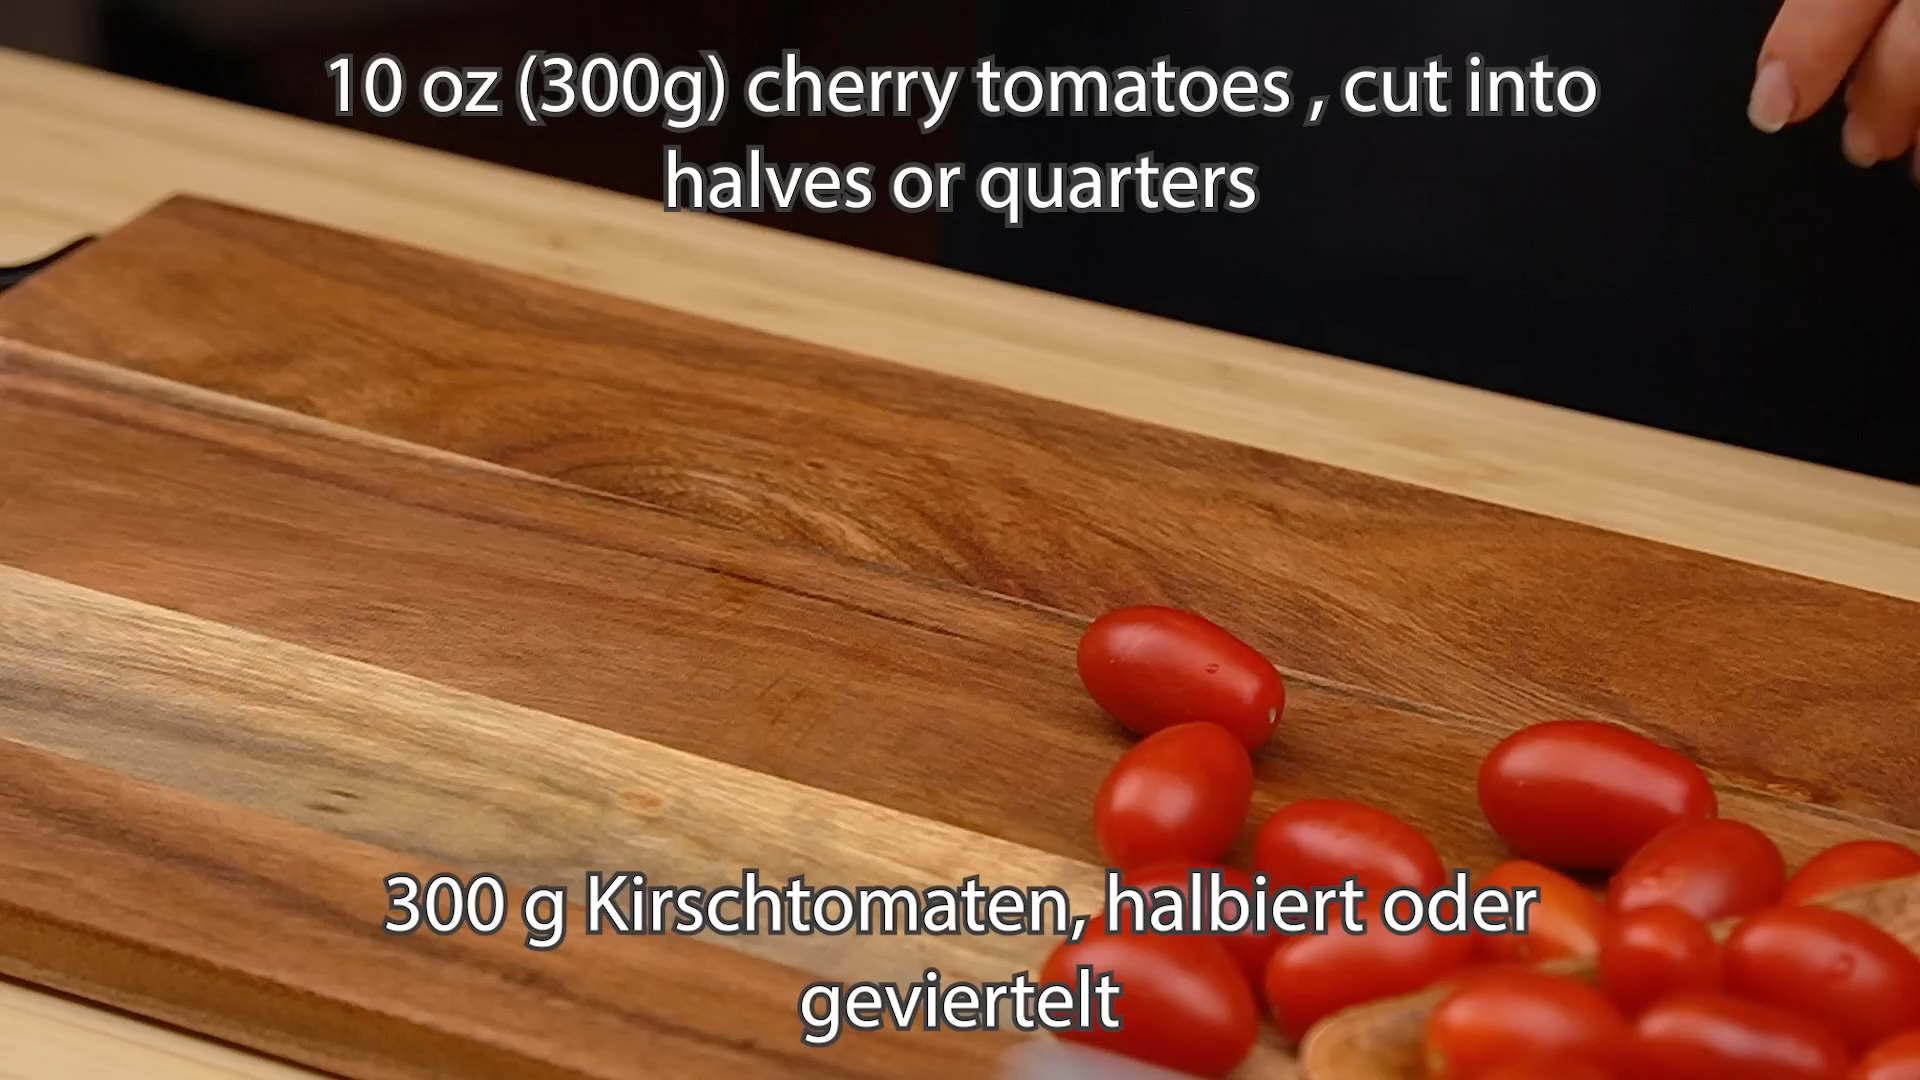 10 oz (300g) cherry tomatoes , cut into
halves or quarters
300 g Kirschtomaten, halbiert oder
geviertelt